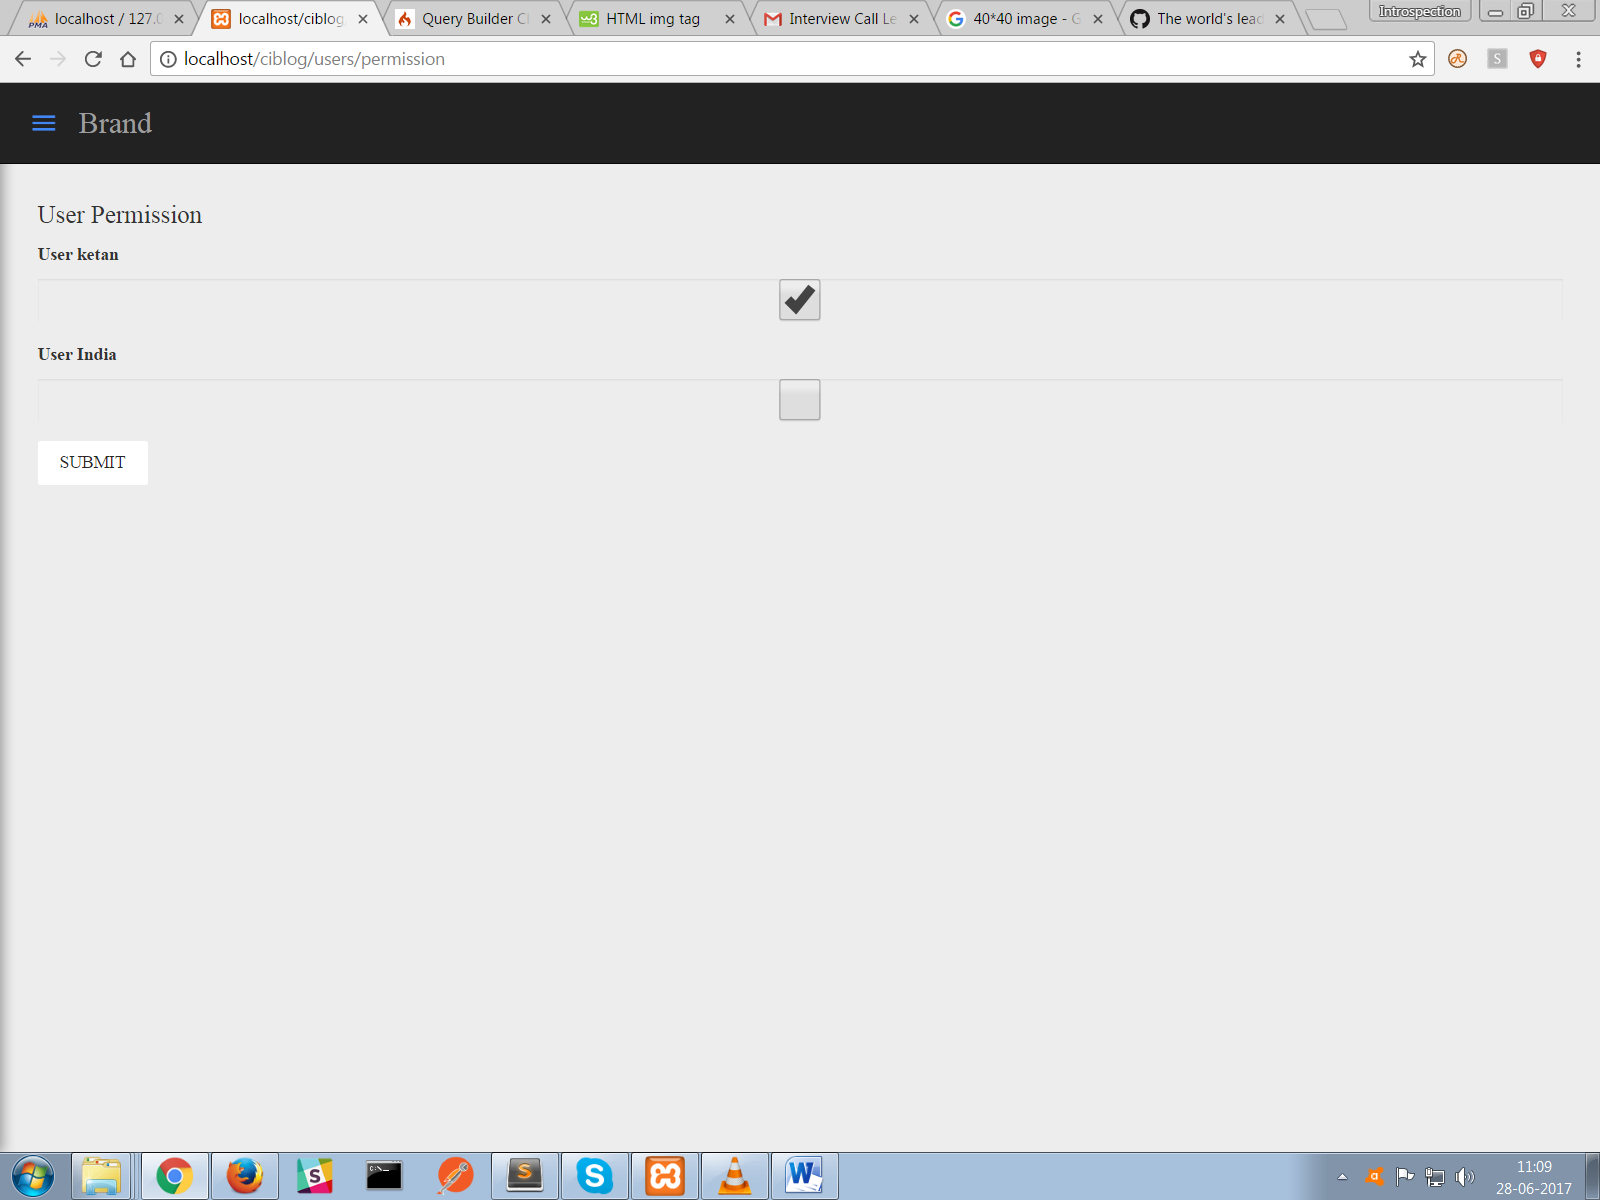 localhost / 127.0
localhost/ciblog
Query Builder Cl
HTML img tag
Interview Call Le
40*40 image - G
The world's lead
Introspection
localhost/ciblog/users/permission
Brand
User Permission
User ketan
User India
SUBMIT
11:09
28-06-2017